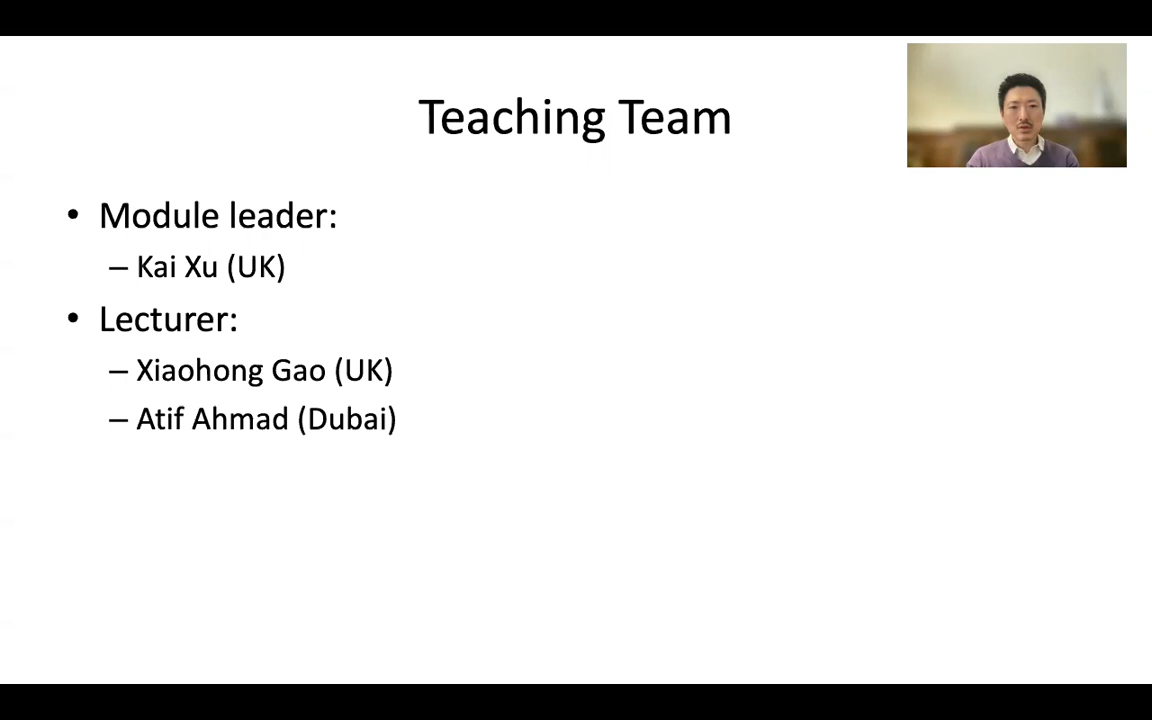 Teaching Team
• Module leader:
– Kai Xu (UK)
• Lecturer:
– Xiaohong Gao (UK)
– Atif Ahmad (Dubai)